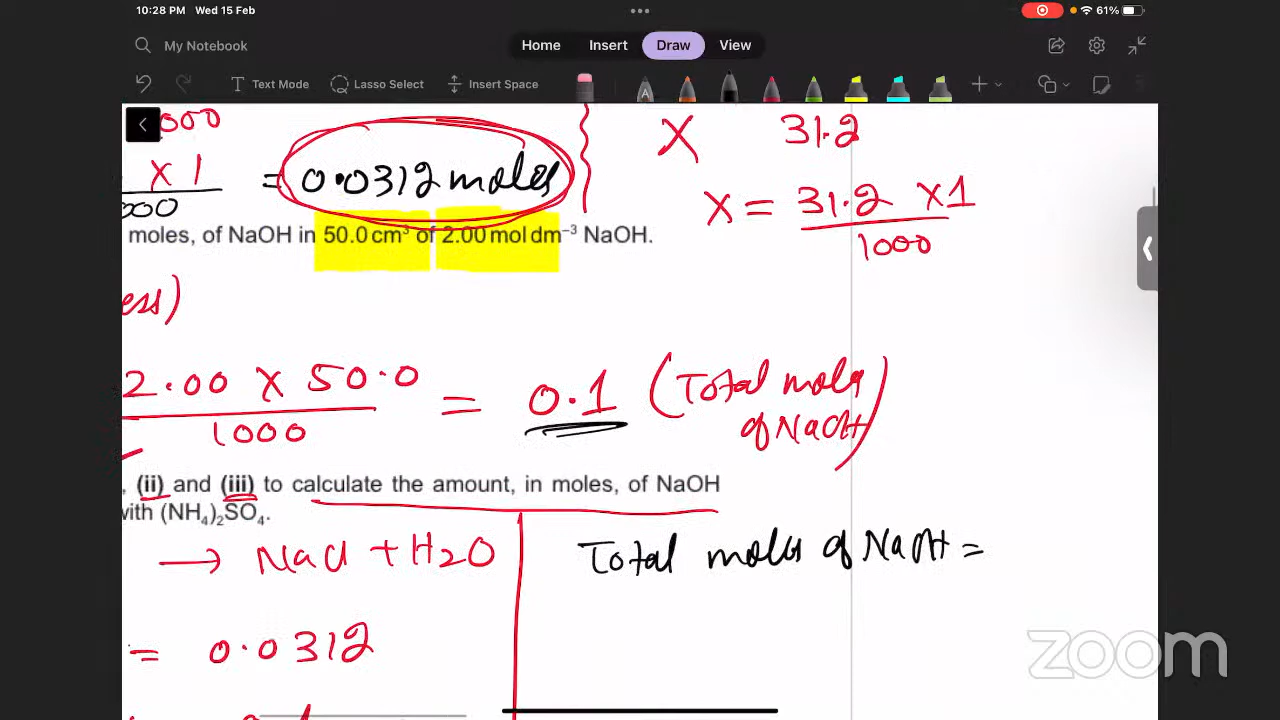 10:28 PM Wed 15 Feb
61%
My Notebook
Home Insert Draw View
Text Mode Lasso Select Insert Space
A
000
X 1
000
= 0.0312 moles
X 31.2
X = 31.2 X1
1000
moles, of NaOH in 50.0 cm³ of 2.00 mol dm⁻³ NaOH.
ess)
2.00 X 50.0
1000
= 0.1 (Total moles
of NaOH)
, (ii) and (iii) to calculate the amount, in moles, of NaOH
with (NH₄)₂SO₄.
→ NaCl + H2O
= 0.0312
Total moles of NaOH =
zoom